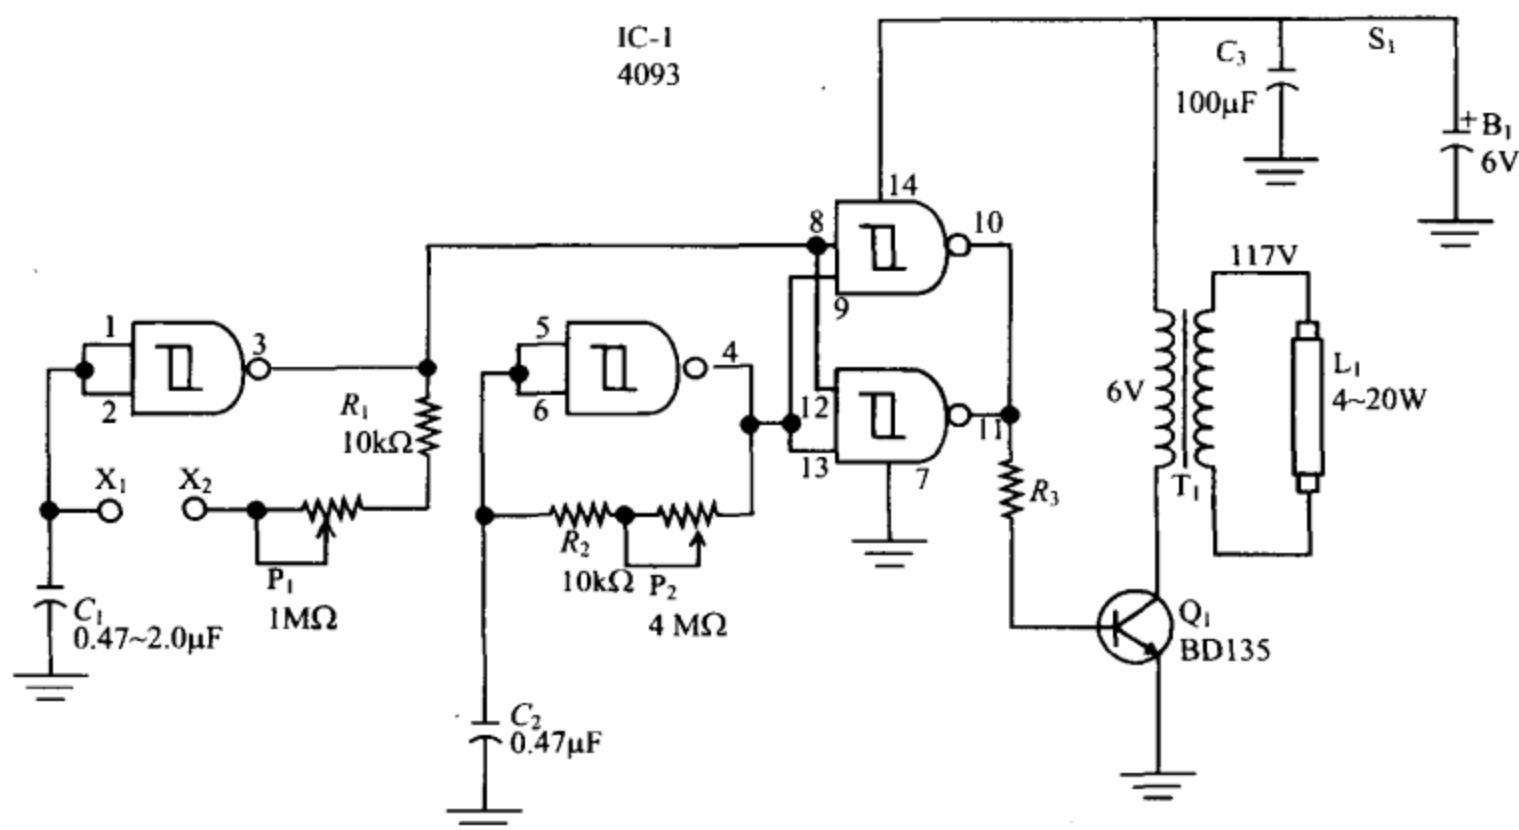 IC-1
4093
C₃
100μF
S₁
+
B₁
6V
14
8
10
9
117V
1
3
2
5
4
6
12
11
13
7
R₁
10kΩ
6V
L₁
4~20W
T₁
X₁
X₂
R₃
R₂
10kΩ
P₂
4 MΩ
P₁
1MΩ
C₁
0.47~2.0μF
Q₁
BD135
C₂
0.47μF